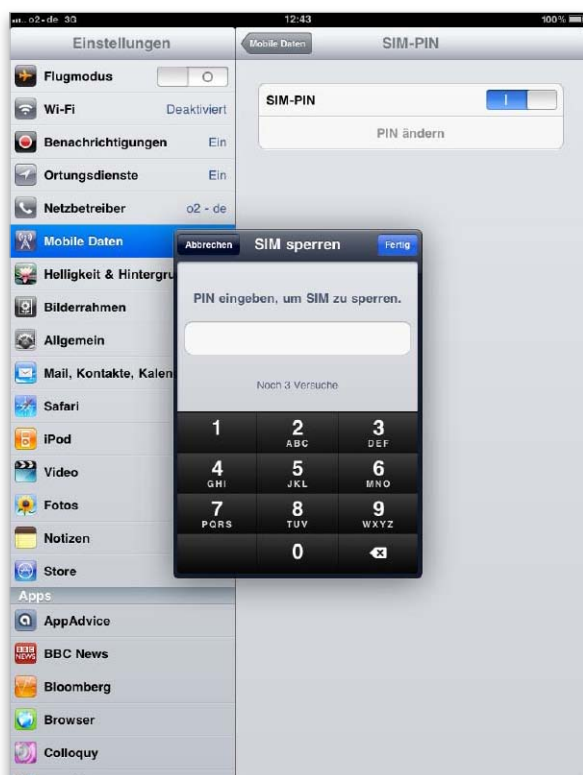 o2-de 3G 12:43 100%
Einstellungen
Mobile Daten SIM-PIN
Flugmodus
Wi-Fi Deaktiviert
Benachrichtigungen Ein
Ortungsdienste Ein
Netzbetreiber o2 - de
Mobile Daten
Helligkeit & Hintergru
Bilderrahmen
Allgemein
Mail, Kontakte, Kalen
Safari
iPod
Video
Fotos
Notizen
Store
Apps
AppAdvice
BBC News
Bloomberg
Browser
Colloquy
SIM-PIN
PIN ändern
Abbrechen SIM sperren Fertig
PIN eingeben, um SIM zu sperren.
Noch 3 Versuche
1 2 3
ABC DEF
4 5 6
GHI JKL MNO
7 8 9
PQRS TUV WXYZ
0